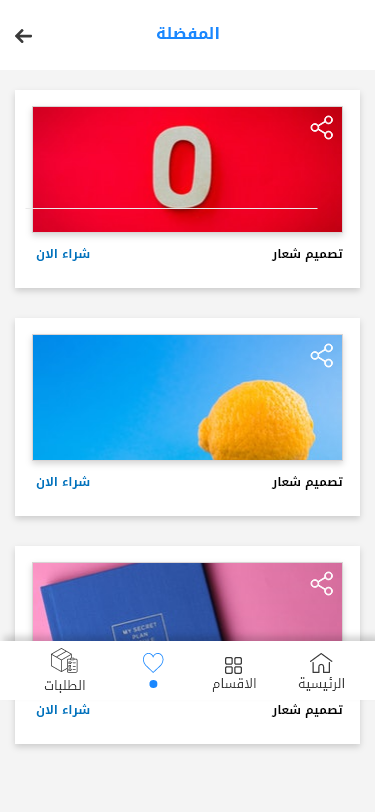 المفضلة
0
تصميم شعار
شراء الان
تصميم شعار
شراء الان
MY SECRET
PLAN
الرئيسية
الاقسام
الطلبات
تصميم شعار
شراء الان